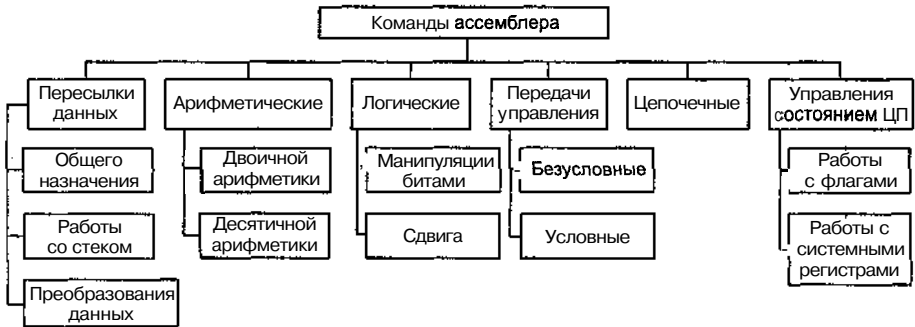 Команды ассемблера
Пересылки
данных
Арифметические
Логические
Передачи
управления
Цепочечные
Управления
состоянием ЦП
Общего
назначения
Двоичной
арифметики
Манипуляции
битами
Безусловные
Работы
с флагами
Работы
со стеком
Десятичной
арифметики
Сдвига
Условные
Работы с
системными
регистрами
Преобразования
данных